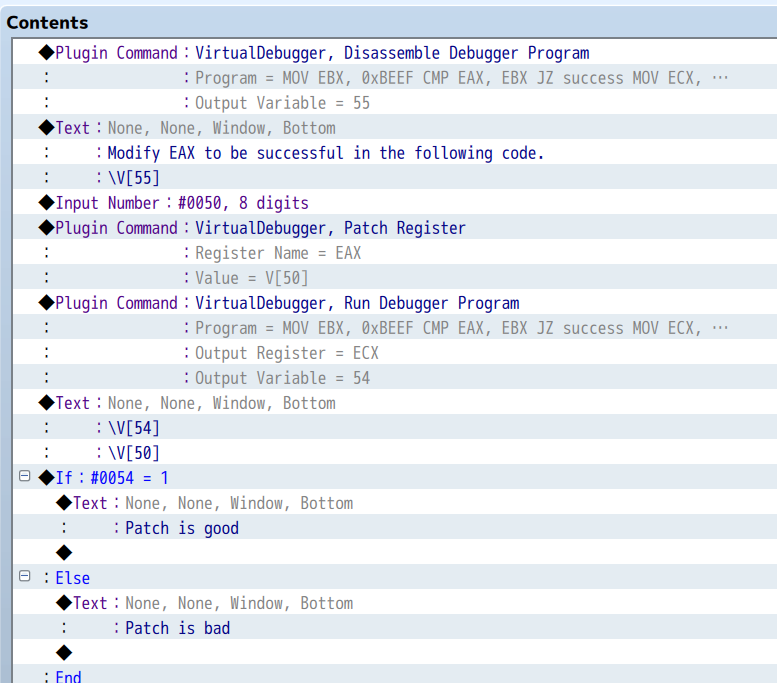 Contents
◆Plugin Command : VirtualDebugger, Disassemble Debugger Program
: : Program = MOV EBX, 0xBEEF CMP EAX, EBX JZ success MOV ECX, …
: : Output Variable = 55
◆Text : None, None, Window, Bottom
: : Modify EAX to be successful in the following code.
: : \V[55]
◆Input Number : #0050, 8 digits
◆Plugin Command : VirtualDebugger, Patch Register
: : Register Name = EAX
: : Value = V[50]
◆Plugin Command : VirtualDebugger, Run Debugger Program
: : Program = MOV EBX, 0xBEEF CMP EAX, EBX JZ success MOV ECX, …
: : Output Register = ECX
: : Output Variable = 54
◆Text : None, None, Window, Bottom
: : \V[54]
: : \V[50]
◆If : #0054 = 1
◆Text : None, None, Window, Bottom
: : Patch is good
◆
: Else
◆Text : None, None, Window, Bottom
: : Patch is bad
◆
: End